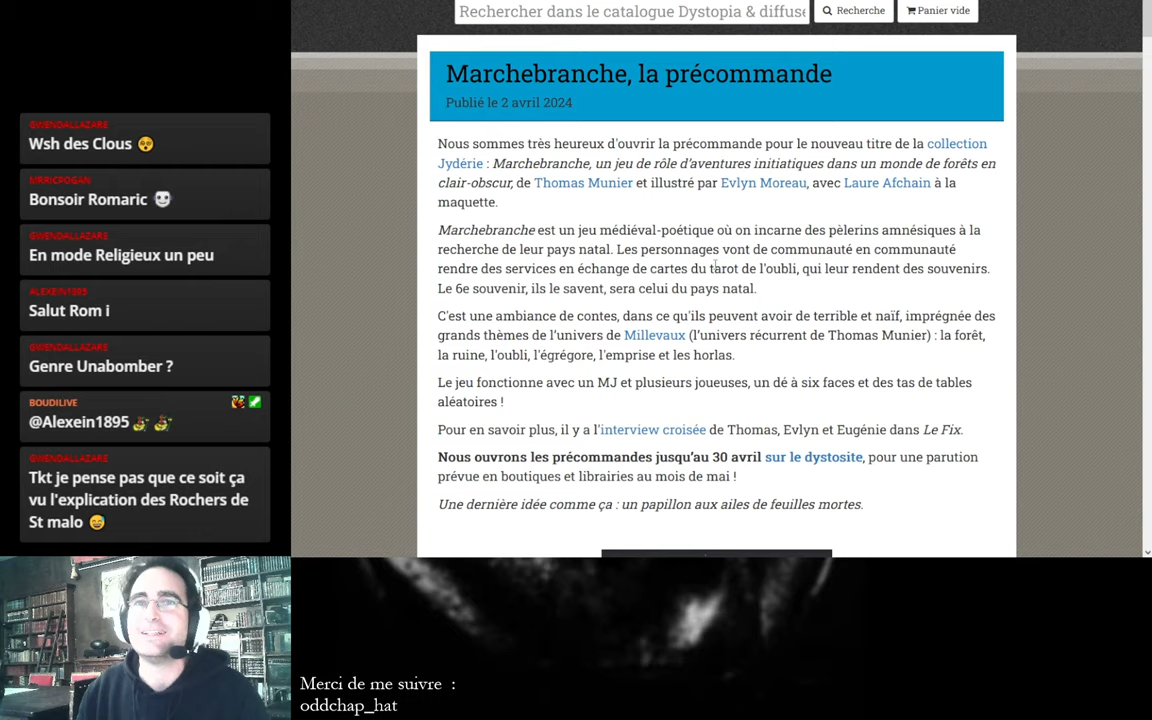 Rechercher dans le catalogue Dystopia & diffus
Recherche
Panier vide
GWENDALLAZARE
Wsh des Clous
MRRICPOGAN
Bonsoir Romaric
GWENDALLAZARE
En mode Religieux un peu
ALEXEIN1895
Salut Rom i
GWENDALLAZARE
Genre Unabomber ?
BOUDILIVE
@Alexein1895
GWENDALLAZARE
Tkt je pense pas que ce soit ça
vu l'explication des Rochers de
St malo
Marchebranche, la précommande
Publié le 2 avril 2024
Nous sommes très heureux d'ouvrir la précommande pour le nouveau titre de la collection
Jydérie : Marchebranche, un jeu de rôle d’aventures initiatiques dans un monde de forêts en
clair-obscur, de Thomas Munier et illustré par Evlyn Moreau, avec Laure Afchain à la
maquette.
Marchebranche est un jeu médiéval-poétique où on incarne des pèlerins amnésiques à la
recherche de leur pays natal. Les personnages vont de communauté en communauté
rendre des services en échange de cartes du tarot de l'oubli, qui leur rendent des souvenirs.
Le 6e souvenir, ils le savent, sera celui du pays natal.
C'est une ambiance de contes, dans ce qu'ils peuvent avoir de terrible et naïf, imprégnée des
grands thèmes de l’univers de Millevaux (l’univers récurrent de Thomas Munier) : la forêt,
la ruine, l'oubli, l'égrégore, l'emprise et les horlas.
Le jeu fonctionne avec un MJ et plusieurs joueuses, un dé à six faces et des tas de tables
aléatoires !
Pour en savoir plus, il y a l'interview croisée de Thomas, Evlyn et Eugénie dans Le Fix.
Nous ouvrons les précommandes jusqu’au 30 avril sur le dystosite, pour une parution
prévue en boutiques et librairies au mois de mai !
Une dernière idée comme ça : un papillon aux ailes de feuilles mortes.
Merci de me suivre :
oddchap_hat